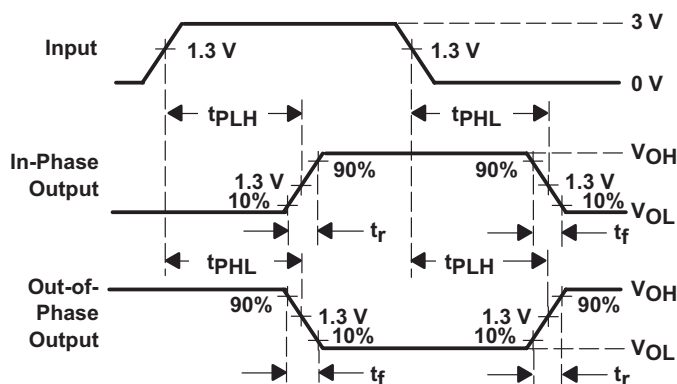 Input
1.3 V
1.3 V
3 V
0 V
tPLH
tPHL
In-Phase
Output
1.3 V
10%
90%
90%
1.3 V
10%
VOH
VOL
tr
tf
tPHL
tPLH
Out-of-
Phase
Output
90%
1.3 V
10%
1.3 V
10%
90%
VOH
VOL
tf
tr